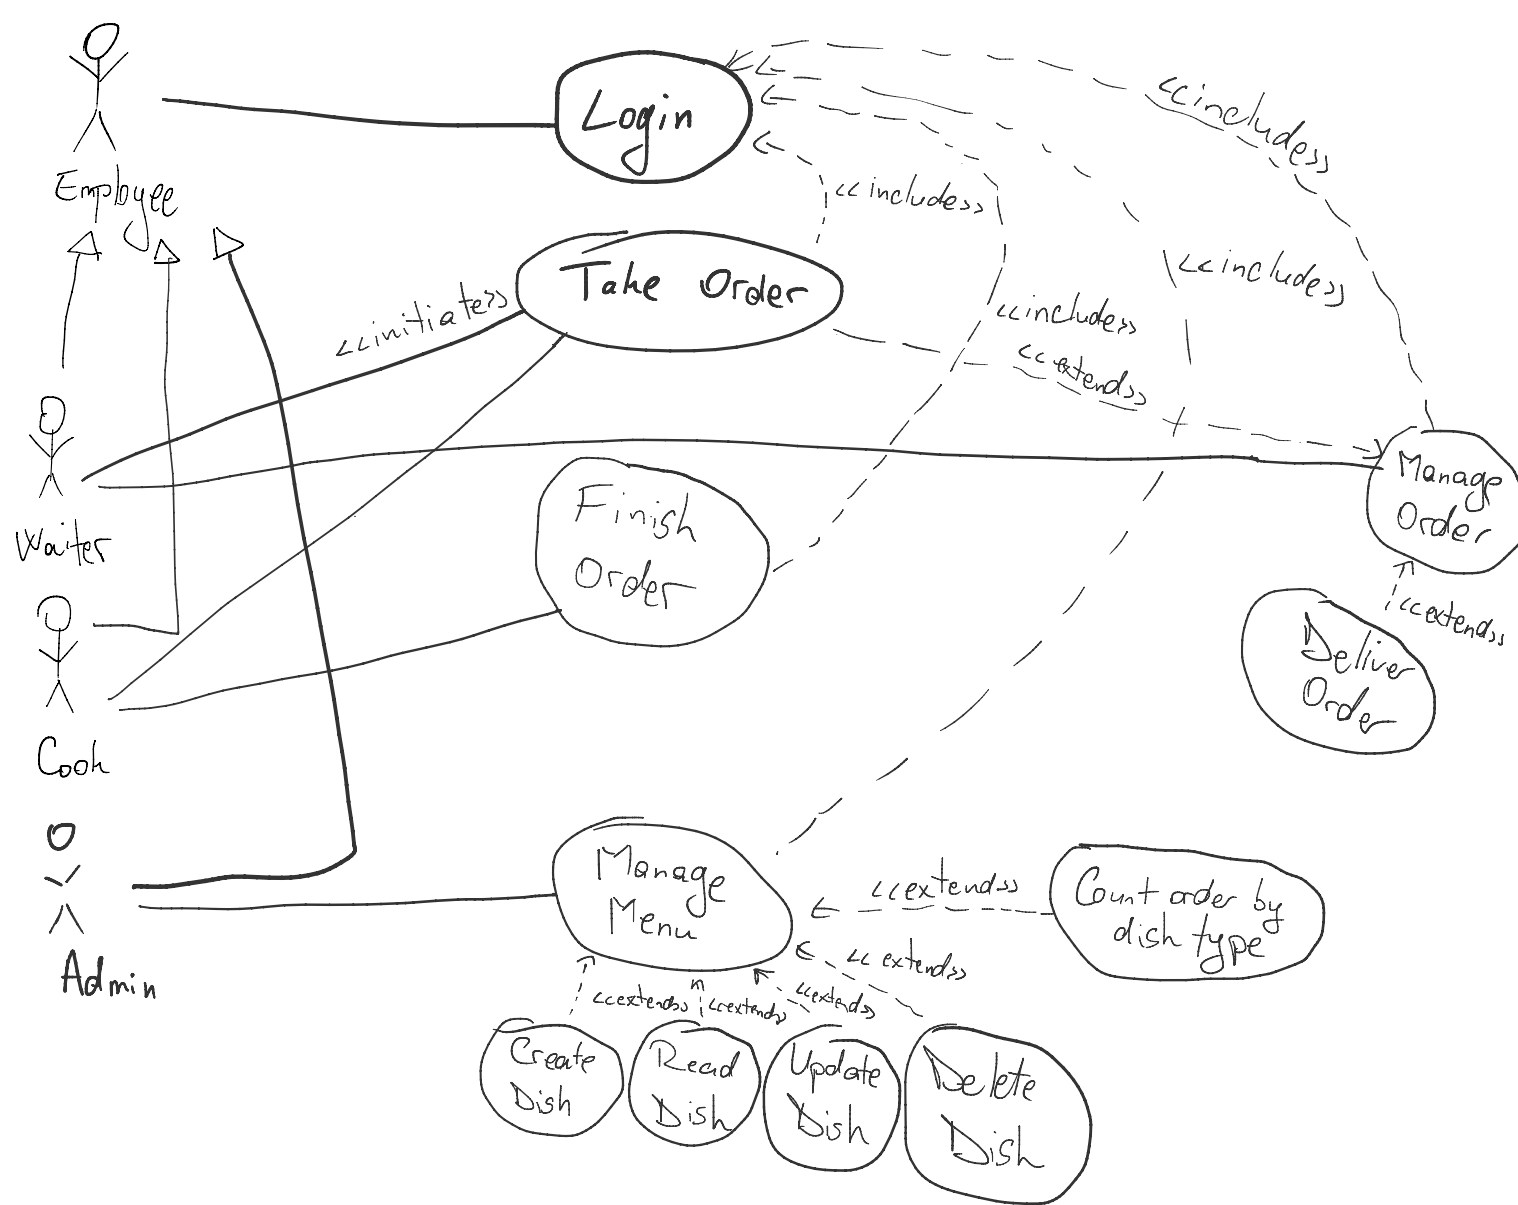 Login
<<includes>>
Employee
<<includes>>
Take Order
<<includes>>
<<initiate>>
<<includes>>
<<extends>>
Manage
Order
Finish
Order
Waiter
<<extends>>
Deliver
Order
Cook
Manage
Menu
<<extends>>
Count order by
dish type
Admin
<<extends>>
<<extends>>
<<extends>>
<<extends>>
Create
Dish
Read
Dish
Update
Dish
Delete
Dish